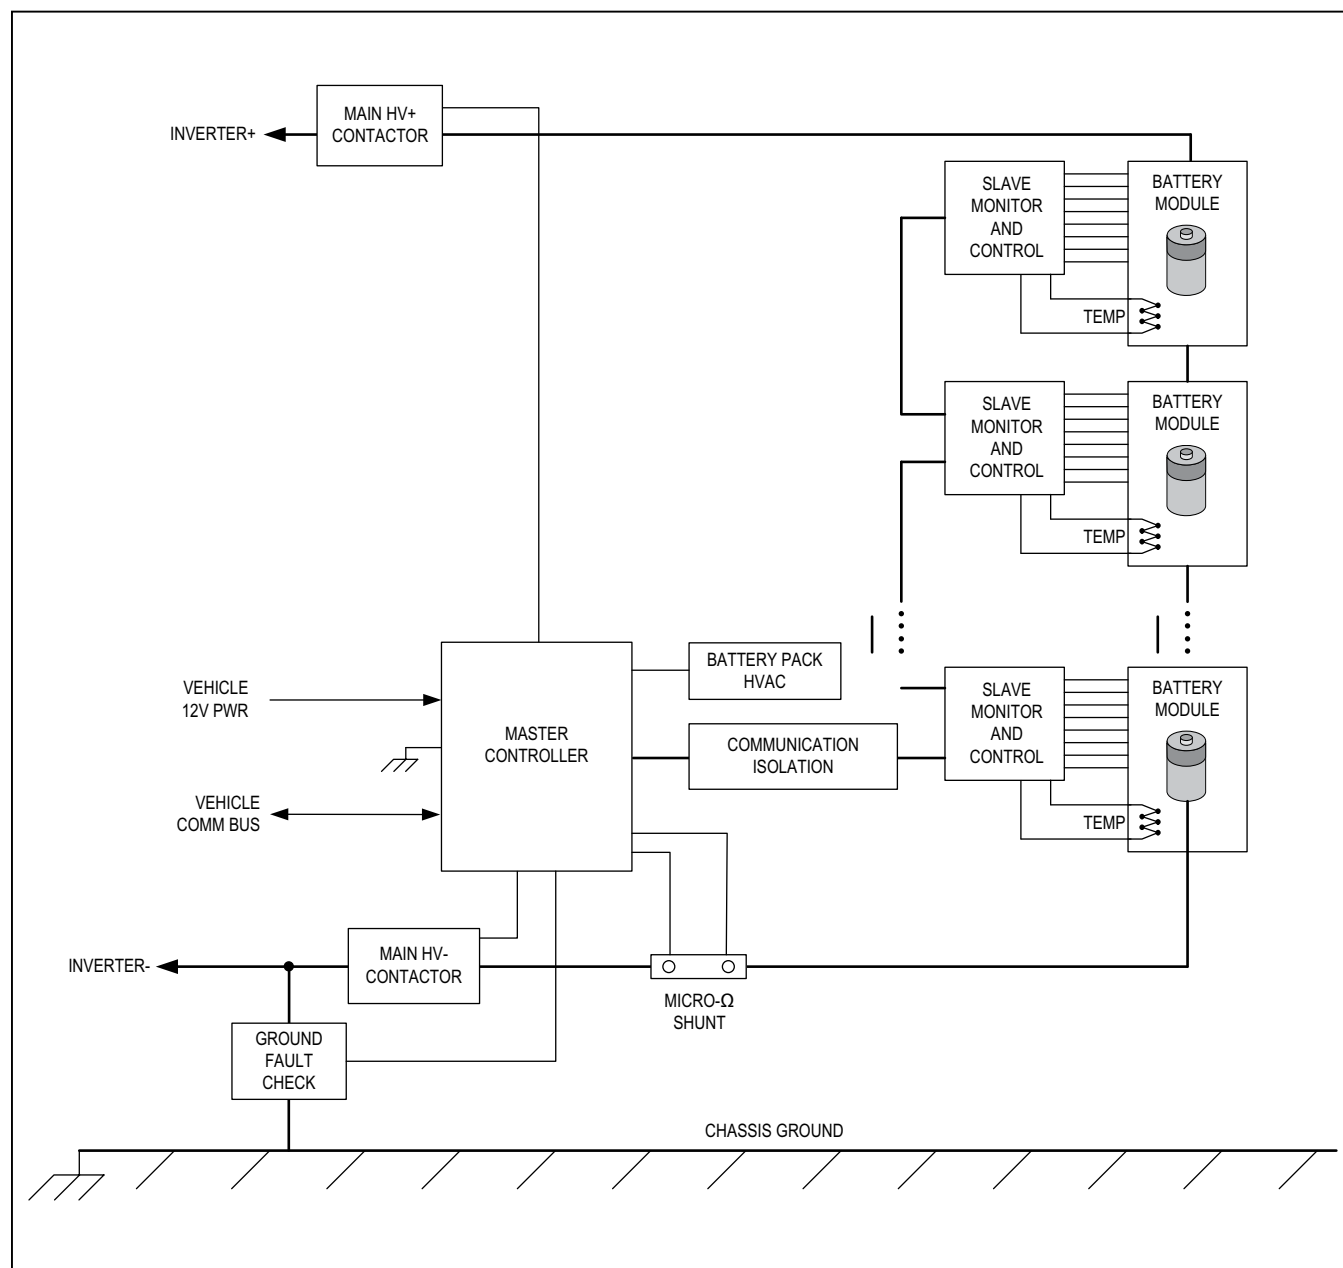 MAIN HV+
CONTACTOR
INVERTER+
SLAVE
MONITOR
AND
CONTROL
BATTERY
MODULE
TEMP
SLAVE
MONITOR
AND
CONTROL
BATTERY
MODULE
TEMP
BATTERY PACK
HVAC
SLAVE
MONITOR
AND
CONTROL
BATTERY
MODULE
TEMP
VEHICLE
12V PWR
MASTER
CONTROLLER
COMMUNICATION
ISOLATION
VEHICLE
COMM BUS
INVERTER-
MAIN HV-
CONTACTOR
MICRO-Ω
SHUNT
GROUND
FAULT
CHECK
CHASSIS GROUND